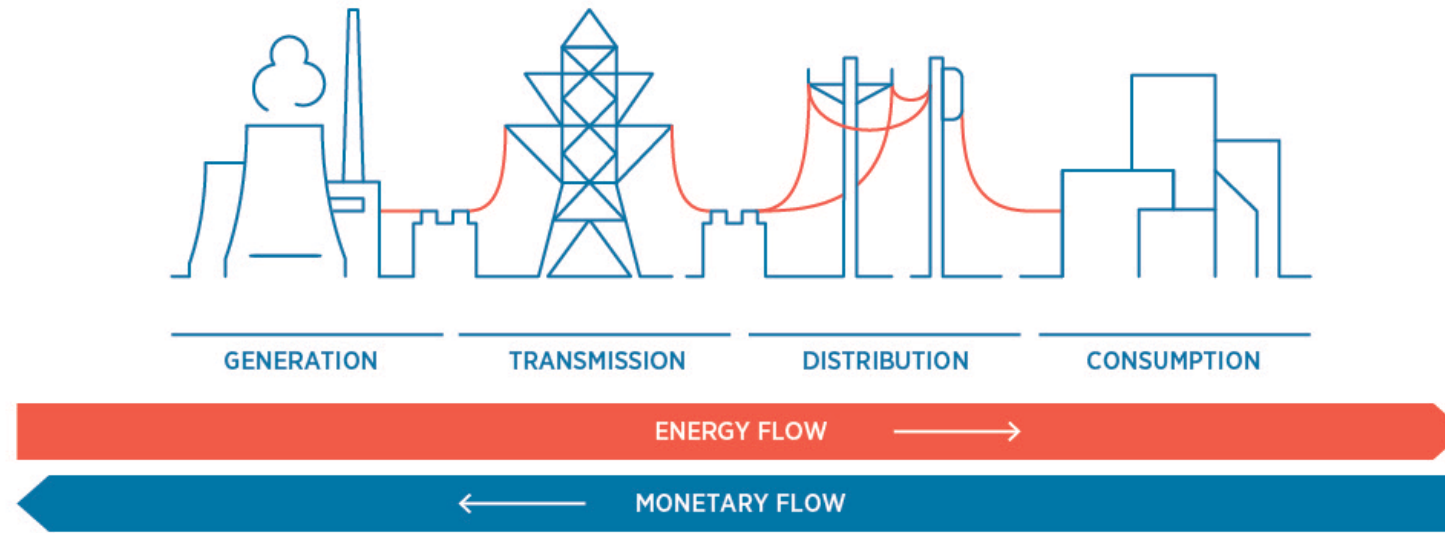 GENERATION
TRANSMISSION
DISTRIBUTION
CONSUMPTION
ENERGY FLOW
MONETARY FLOW